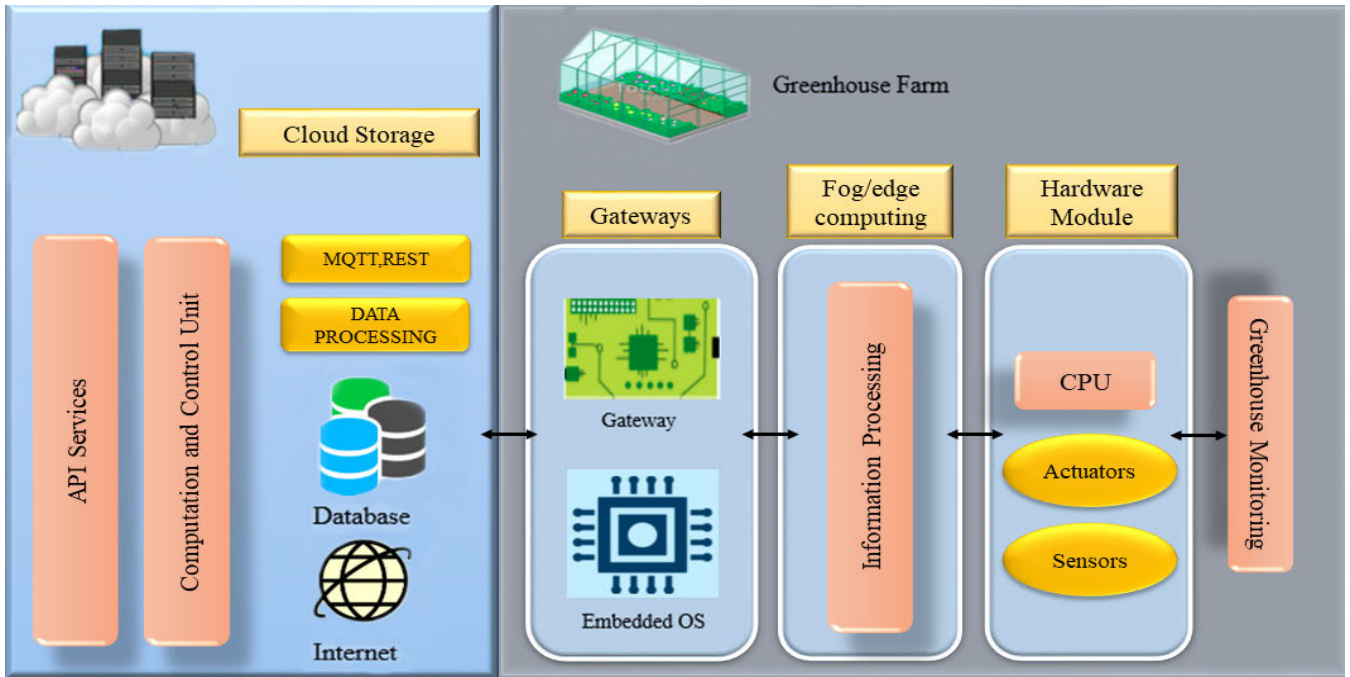 Cloud Storage
API Services
Computation and Control Unit
MQTT,REST
DATA
PROCESSING
Database
Internet
Greenhouse Farm
Gateways
Gateway
Embedded OS
Fog/edge
computing
Information Processing
Hardware
Module
CPU
Actuators
Sensors
Greenhouse Monitoring